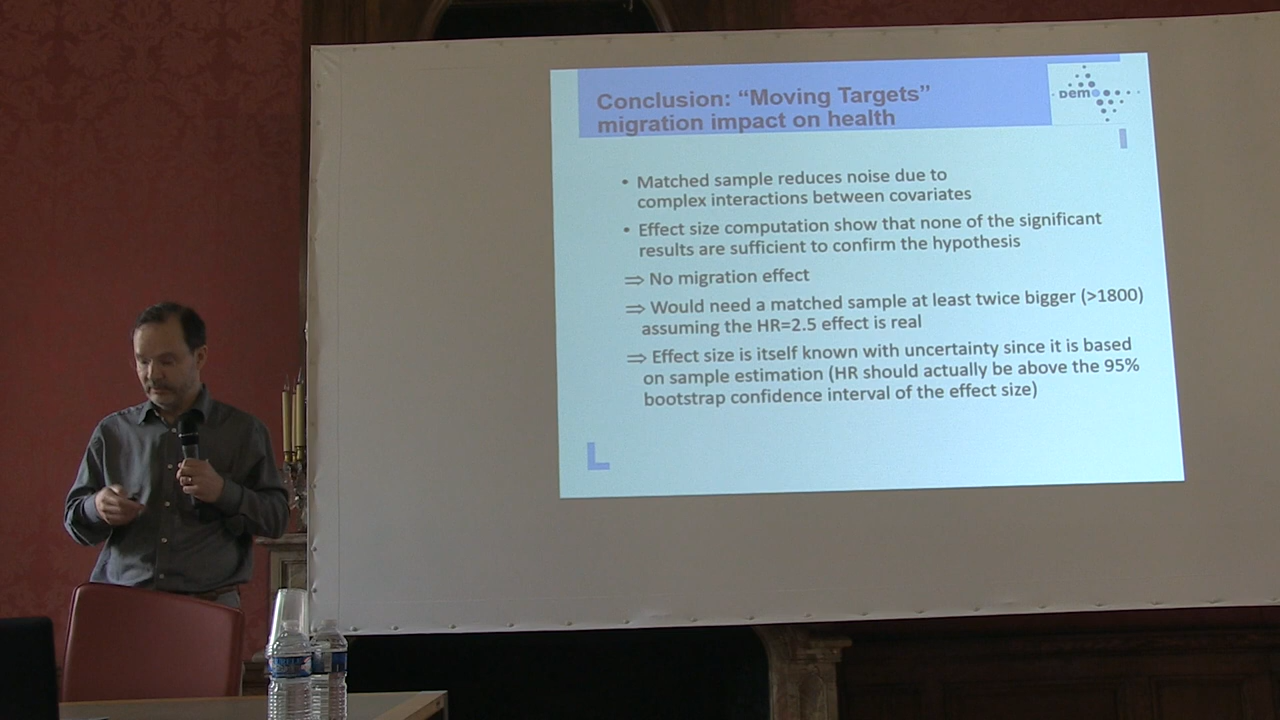 Conclusion: “Moving Targets”
migration impact on health
Demo
• Matched sample reduces noise due to
complex interactions between covariates
• Effect size computation show that none of the significant
results are sufficient to confirm the hypothesis
⇒ No migration effect
⇒ Would need a matched sample at least twice bigger (>1800)
assuming the HR=2.5 effect is real
⇒ Effect size is itself known with uncertainty since it is based
on sample estimation (HR should actually be above the 95%
bootstrap confidence interval of the effect size)